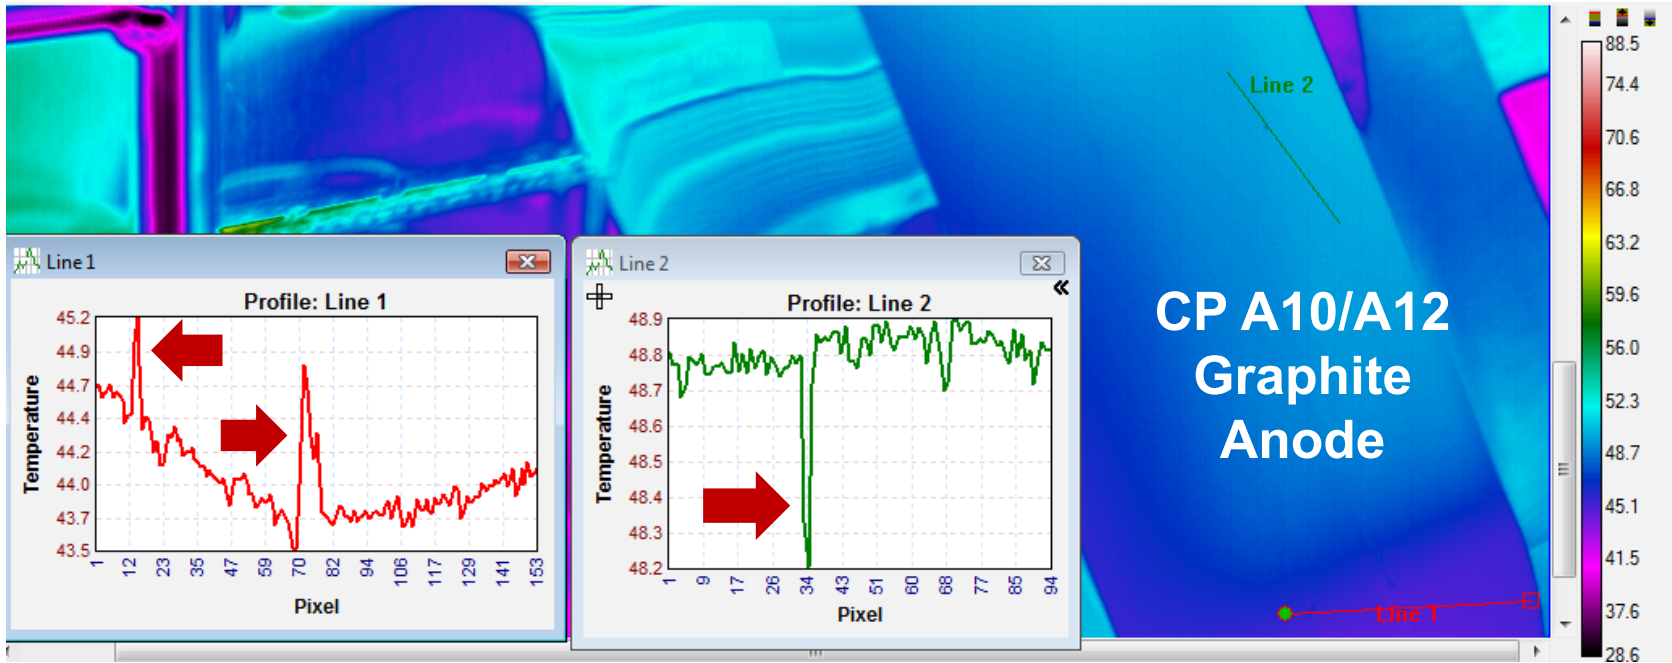 Line 2
88.5
74.4
70.6
66.8
63.2
59.6
56.0
52.3
48.7
45.1
41.5
37.6
28.6
CP A10/A12
Graphite
Anode
Line 1
Line 1
Profile: Line 1
45.2
44.9
44.7
44.4
44.2
44.0
43.7
43.5
Temperature
1 12 23 35 47 59 70 82 94 106 117 129 141 153
Pixel
Line 2
Profile: Line 2
48.9
48.8
48.7
48.6
48.5
48.4
48.3
48.2
Temperature
1 9 17 26 34 43 51 60 68 77 85 94
Pixel